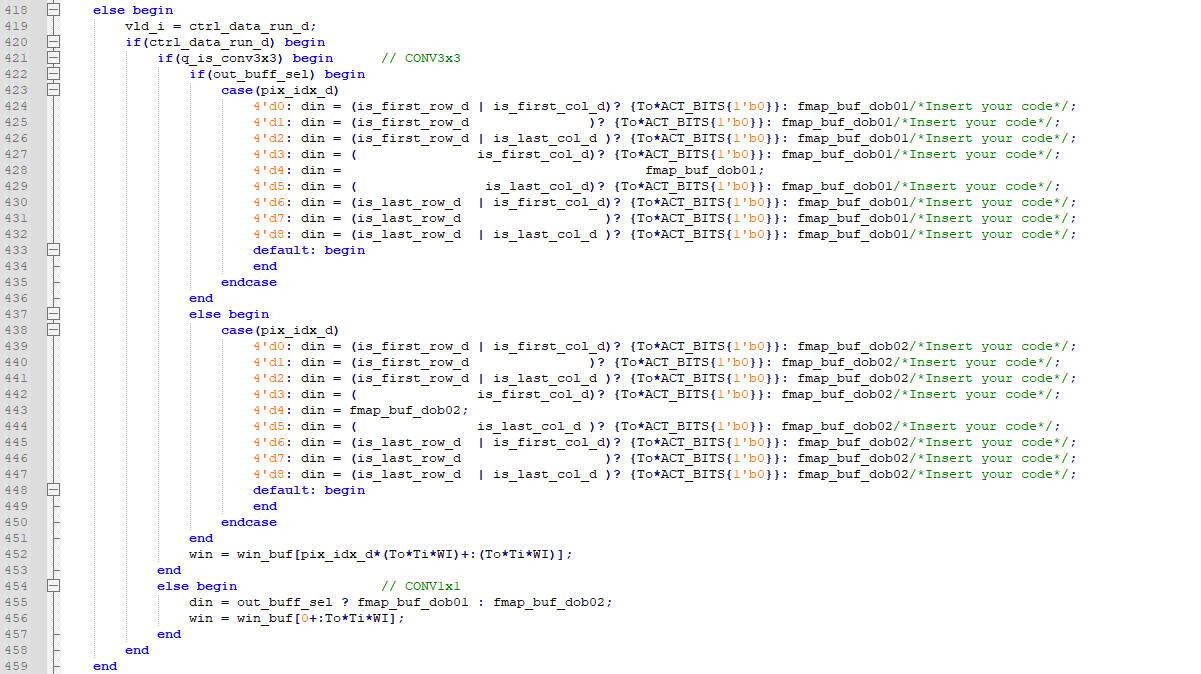 418 else begin
419 vld_i = ctrl_data_run_d;
420 if(ctrl_data_run_d) begin
421 if(q_is_conv3x3) begin // CONV3x3
422 if(out_buff_sel) begin
423 case(pix_idx_d)
424 4'd0: din = (is_first_row_d | is_first_col_d)? {To*ACT_BITS{1'b0}}: fmap_buf_dob01/*Insert your code*/;
425 4'd1: din = (is_first_row_d )? {To*ACT_BITS{1'b0}}: fmap_buf_dob01/*Insert your code*/;
426 4'd2: din = (is_first_row_d | is_last_col_d )? {To*ACT_BITS{1'b0}}: fmap_buf_dob01/*Insert your code*/;
427 4'd3: din = ( is_first_col_d)? {To*ACT_BITS{1'b0}}: fmap_buf_dob01/*Insert your code*/;
428 4'd4: din = fmap_buf_dob01;
429 4'd5: din = ( is_last_col_d)? {To*ACT_BITS{1'b0}}: fmap_buf_dob01/*Insert your code*/;
430 4'd6: din = (is_last_row_d | is_first_col_d)? {To*ACT_BITS{1'b0}}: fmap_buf_dob01/*Insert your code*/;
431 4'd7: din = (is_last_row_d )? {To*ACT_BITS{1'b0}}: fmap_buf_dob01/*Insert your code*/;
432 4'd8: din = (is_last_row_d | is_last_col_d )? {To*ACT_BITS{1'b0}}: fmap_buf_dob01/*Insert your code*/;
433 default: begin
434 end
435 endcase
436 end
437 else begin
438 case(pix_idx_d)
439 4'd0: din = (is_first_row_d | is_first_col_d)? {To*ACT_BITS{1'b0}}: fmap_buf_dob02/*Insert your code*/;
440 4'd1: din = (is_first_row_d )? {To*ACT_BITS{1'b0}}: fmap_buf_dob02/*Insert your code*/;
441 4'd2: din = (is_first_row_d | is_last_col_d )? {To*ACT_BITS{1'b0}}: fmap_buf_dob02/*Insert your code*/;
442 4'd3: din = ( is_first_col_d)? {To*ACT_BITS{1'b0}}: fmap_buf_dob02/*Insert your code*/;
443 4'd4: din = fmap_buf_dob02;
444 4'd5: din = ( is_last_col_d )? {To*ACT_BITS{1'b0}}: fmap_buf_dob02/*Insert your code*/;
445 4'd6: din = (is_last_row_d | is_first_col_d)? {To*ACT_BITS{1'b0}}: fmap_buf_dob02/*Insert your code*/;
446 4'd7: din = (is_last_row_d )? {To*ACT_BITS{1'b0}}: fmap_buf_dob02/*Insert your code*/;
447 4'd8: din = (is_last_row_d | is_last_col_d )? {To*ACT_BITS{1'b0}}: fmap_buf_dob02/*Insert your code*/;
448 default: begin
449 end
450 endcase
451 end
452 win = win_buf[pix_idx_d*(To*Ti*WI)+:(To*Ti*WI)];
453 end
454 else begin // CONV1x1
455 din = out_buff_sel ? fmap_buf_dob01 : fmap_buf_dob02;
456 win = win_buf[0+:To*Ti*WI];
457 end
458 end
459 end